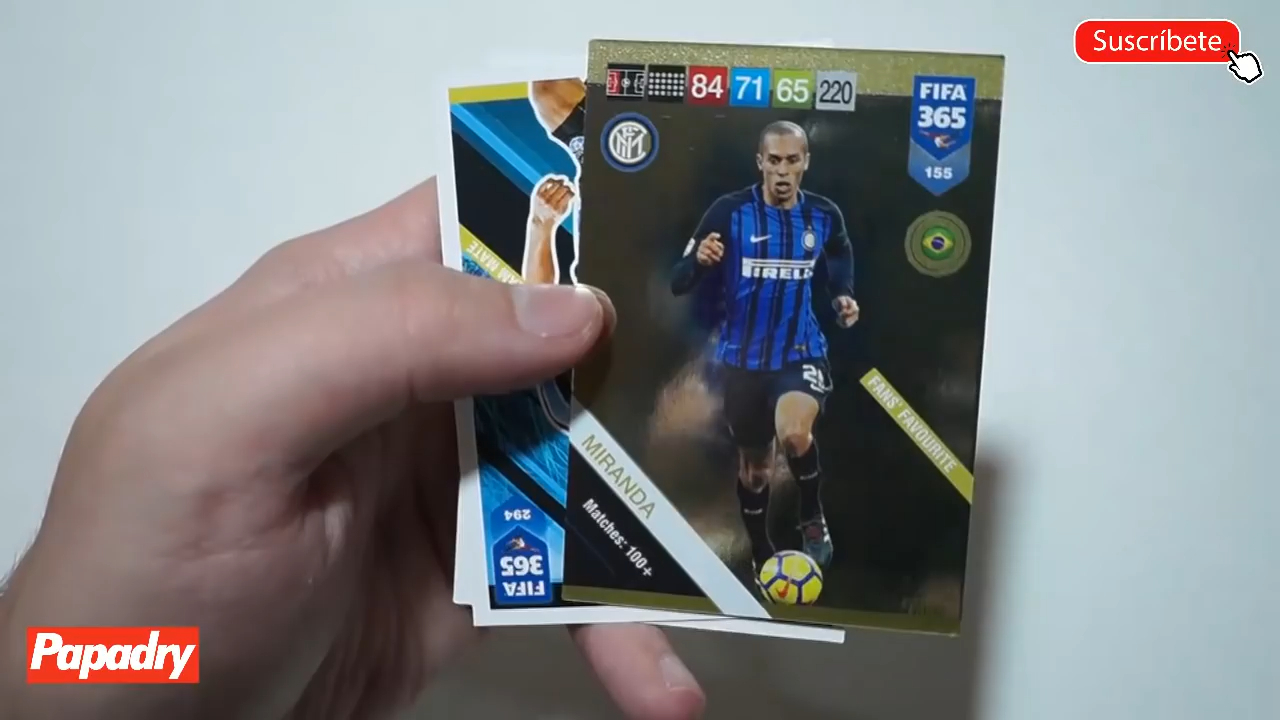 Suscríbete
84 71 65 220
FIFA
365
155
FANS' FAVOURITE
MIRANDA
Matches: 100+
PIRELLI
294
FIFA
365
Papadry